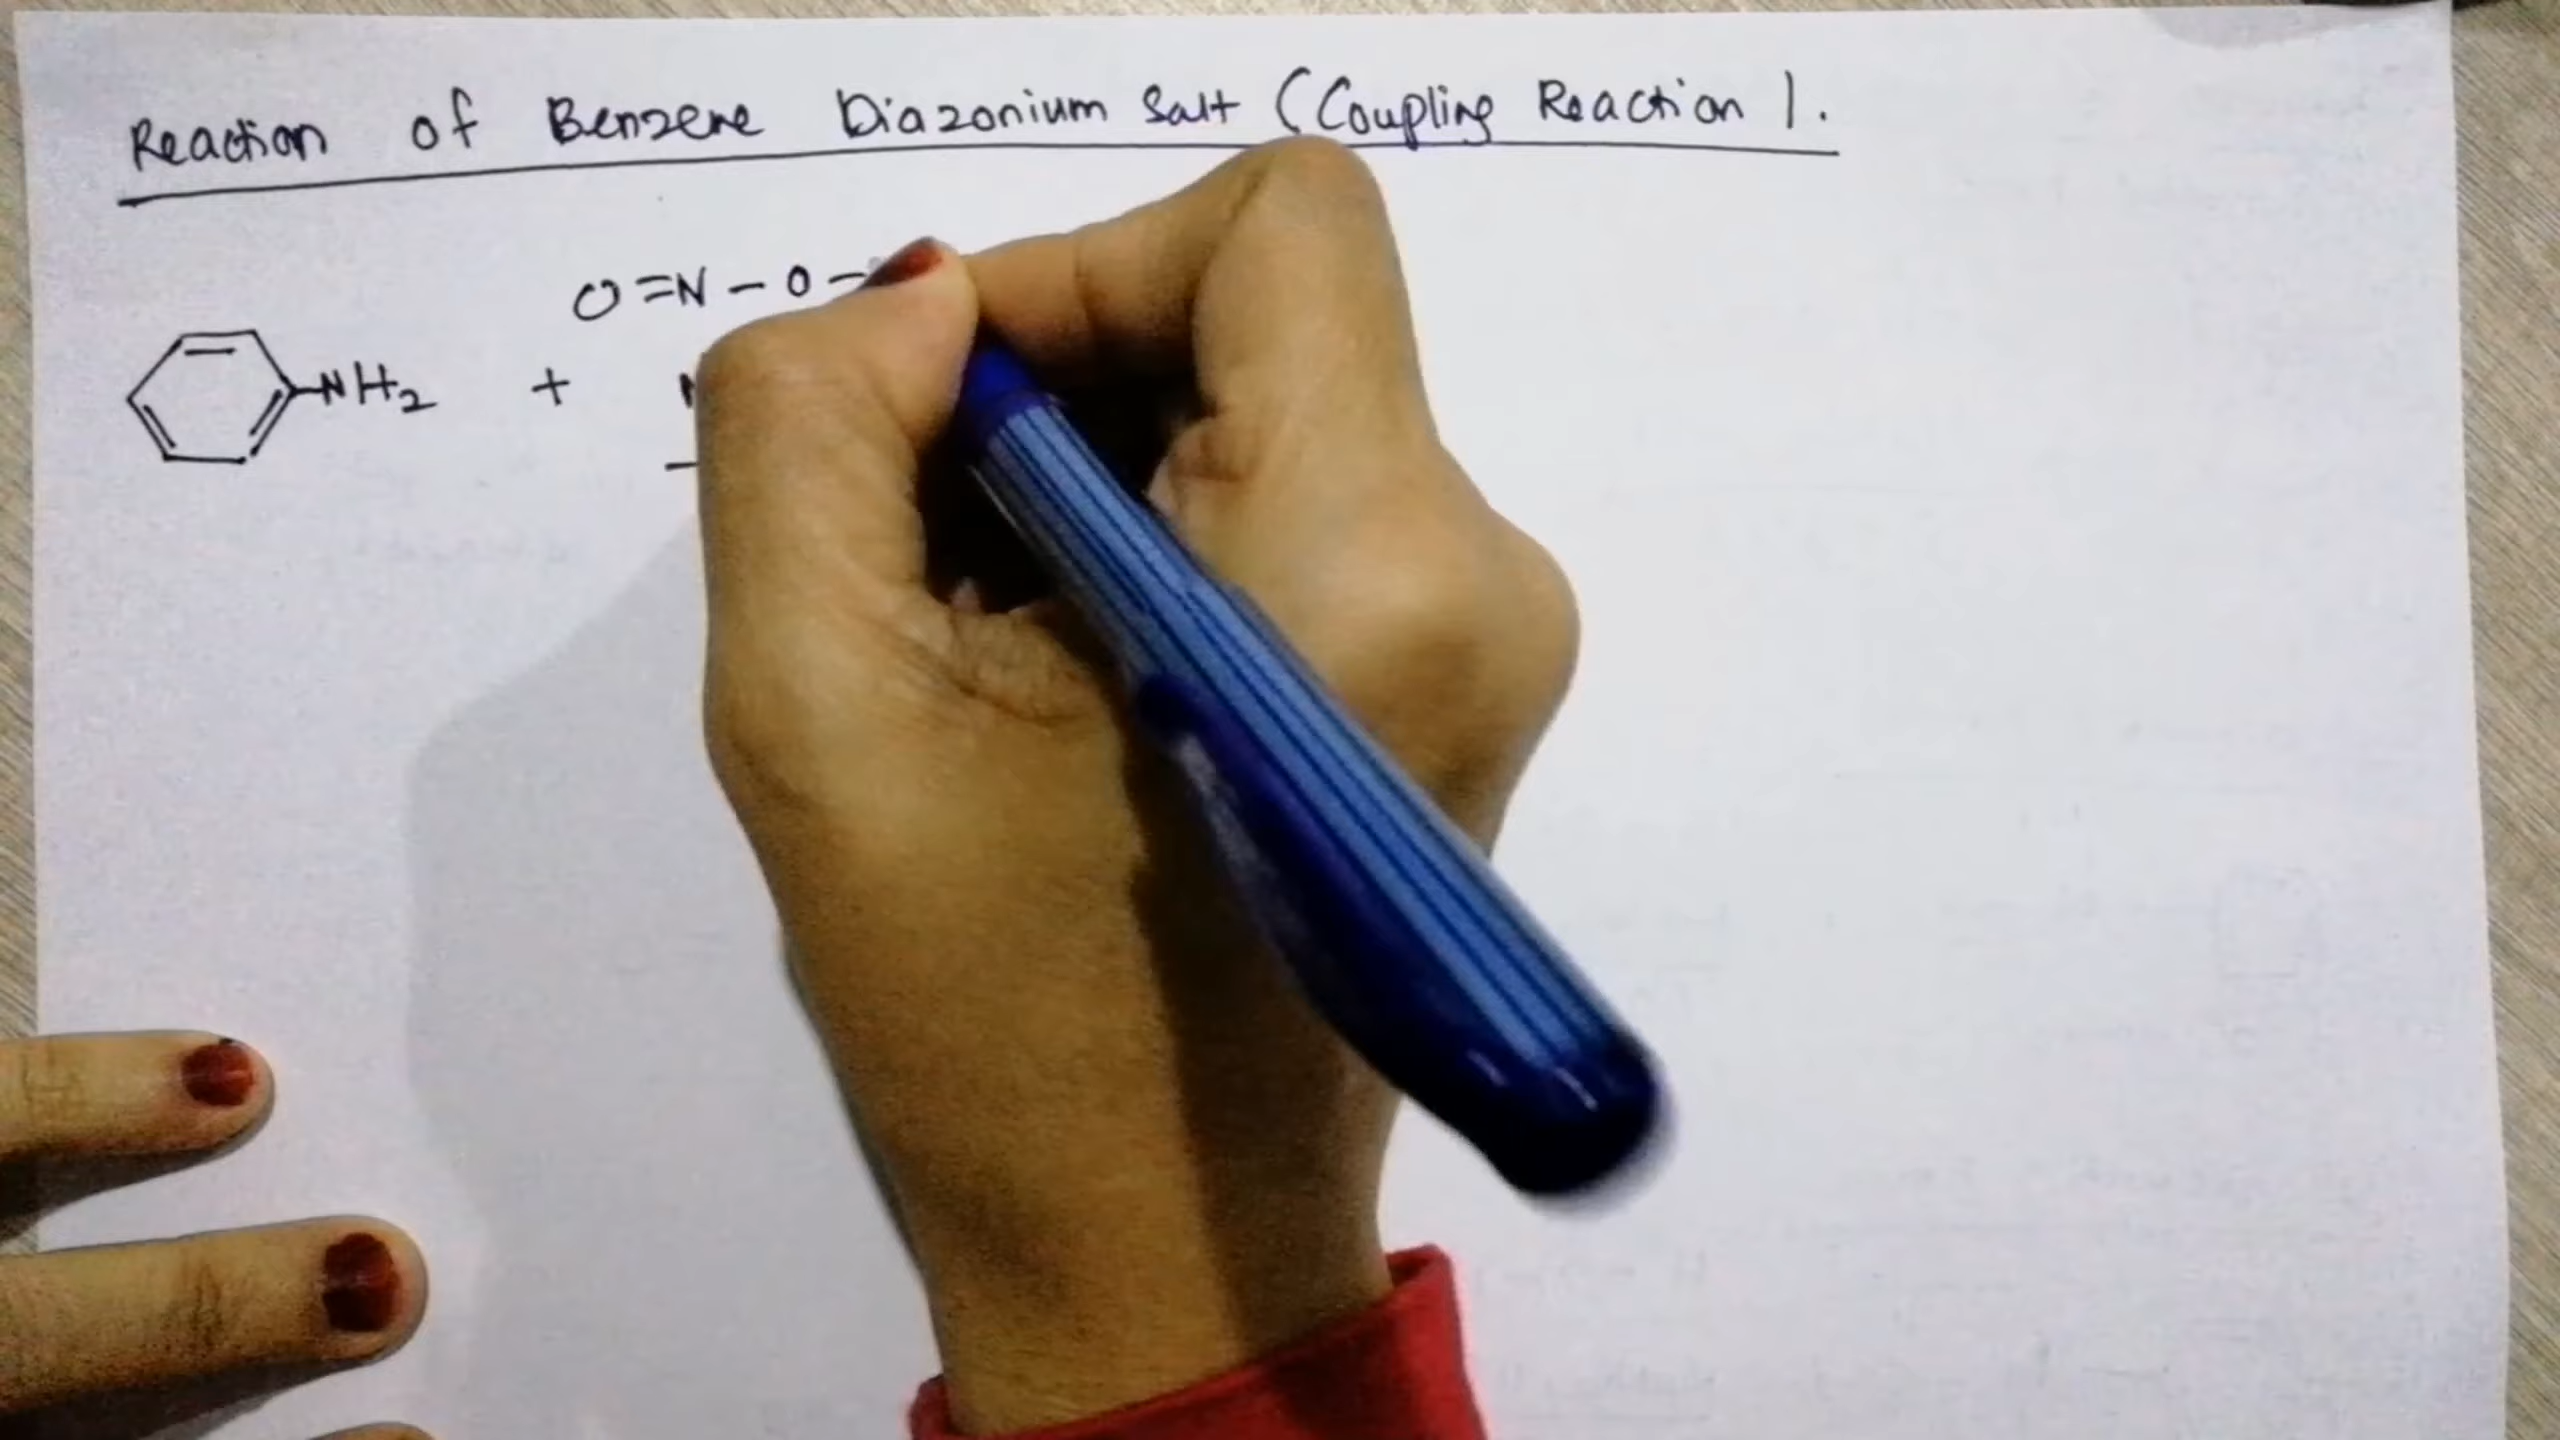 Reaction of Benzene Diazonium Salt (Coupling Reaction).
O=N-O-
NH2 +